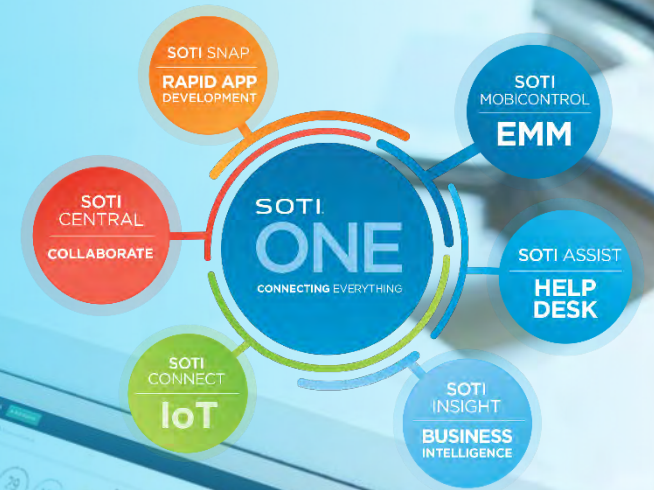 SOTI SNAP
RAPID APP
DEVELOPMENT
SOTI
MOBICONTROL
EMM
SOTI
CENTRAL
COLLABORATE
SOTI
ONE
CONNECTING EVERYTHING
SOTI ASSIST
HELP
DESK
SOTI
CONNECT
IoT
SOTI
INSIGHT
BUSINESS
INTELLIGENCE